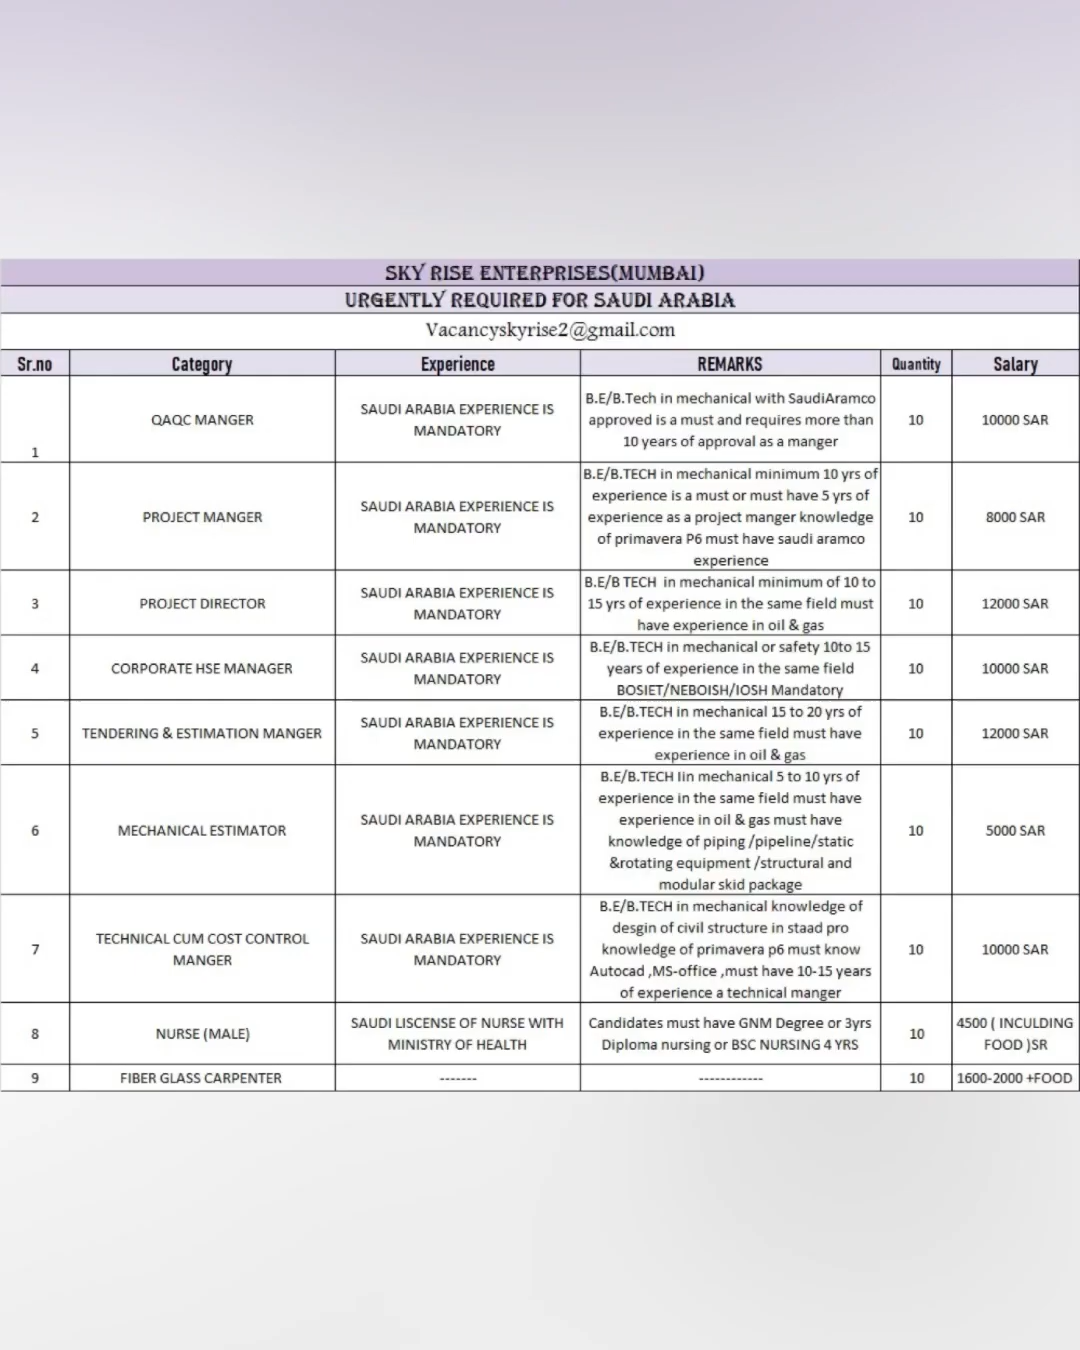 SKY RISE ENTERPRISES(MUMBAI)
URGENTLY REQUIRED FOR SAUDI ARABIA
Vacancyskyrise2@gmail.com
Sr.no Category Experience REMARKS Quantity Salary
1 QAQC MANGER
SAUDI ARABIA EXPERIENCE IS
MANDATORY
B.E/B.Tech in mechanical with SaudiAramco
approved is a must and requires more than
10 years of approval as a manger
10 10000 SAR
2 PROJECT MANGER
SAUDI ARABIA EXPERIENCE IS
MANDATORY
B.E/B.TECH in mechanical minimum 10 yrs of
experience is a must or must have 5 yrs of
experience as a project manger knowledge
of primavera P6 must have saudi aramco
experience
10 8000 SAR
3 PROJECT DIRECTOR
SAUDI ARABIA EXPERIENCE IS
MANDATORY
B.E/B TECH in mechanical minimum of 10 to
15 yrs of experience in the same field must
have experience in oil & gas
10 12000 SAR
4 CORPORATE HSE MANAGER
SAUDI ARABIA EXPERIENCE IS
MANDATORY
B.E/B.TECH in mechanical or safety 10to 15
years of experience in the same field
BOSIET/NEBOISH/IOSH Mandatory
10 10000 SAR
5 TENDERING & ESTIMATION MANGER
SAUDI ARABIA EXPERIENCE IS
MANDATORY
B.E/B.TECH in mechanical 15 to 20 yrs of
experience in the same field must have
experience in oil & gas
10 12000 SAR
6 MECHANICAL ESTIMATOR
SAUDI ARABIA EXPERIENCE IS
MANDATORY
B.E/B.TECH Iin mechanical 5 to 10 yrs of
experience in the same field must have
experience in oil & gas must have
knowledge of piping /pipeline/static
&rotating equipment /structural and
modular skid package
10 5000 SAR
7 TECHNICAL CUM COST CONTROL
MANGER
SAUDI ARABIA EXPERIENCE IS
MANDATORY
B.E/B.TECH in mechanical knowledge of
desgin of civil structure in staad pro
knowledge of primavera p6 must know
Autocad ,MS-office ,must have 10-15 years
of experience a technical manger
10 10000 SAR
8 NURSE (MALE)
SAUDI LISCENSE OF NURSE WITH
MINISTRY OF HEALTH
Candidates must have GNM Degree or 3yrs
Diploma nursing or BSC NURSING 4 YRS
10
4500 ( INCULDING
FOOD )SR
9 FIBER GLASS CARPENTER ------- ------------ 10 1600-2000 +FOOD